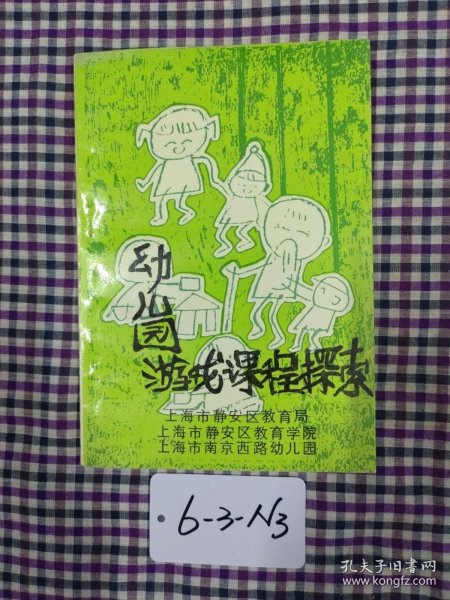 幼
儿
园
游戏课程探索
上海市静安区教育局
上海市静安区教育学院
上海市南京西路幼儿园
6-3-N3
孔夫子旧书网
www.kongfz.com